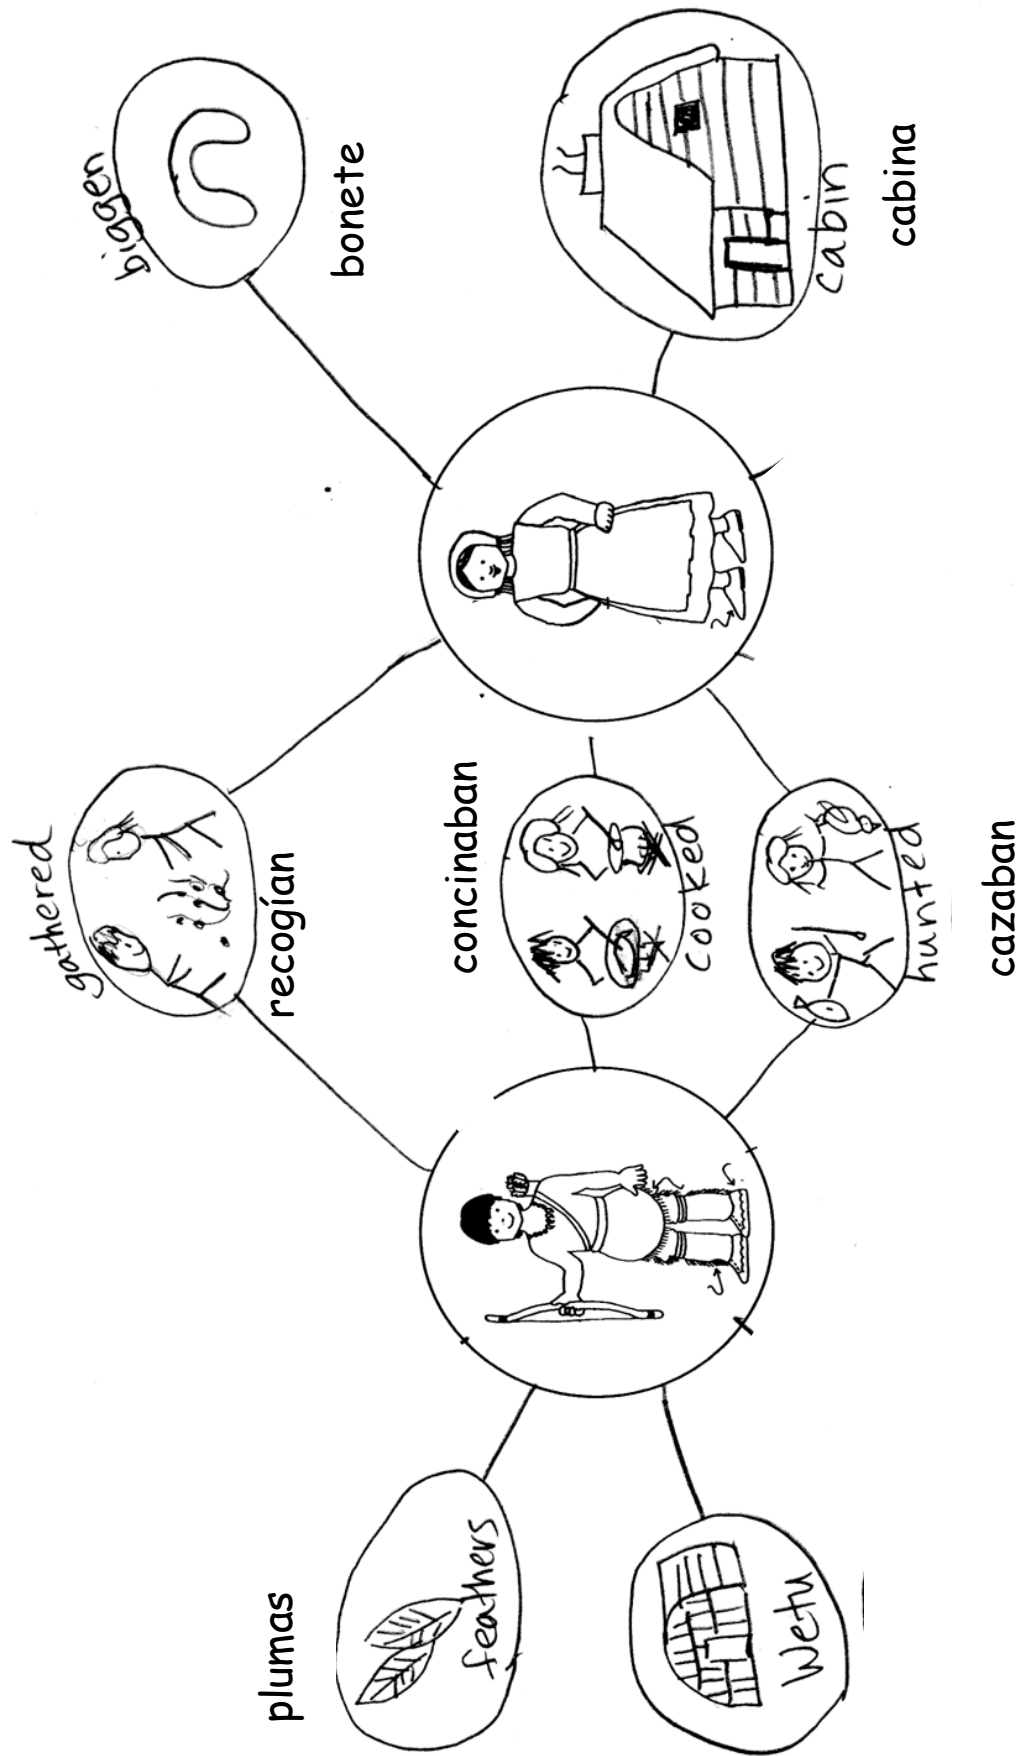 gathered
biggen
plumas
recogían
bonete
concinaban
feathers
cooked
Wetu
cabin
cabina
hunted
cazaban